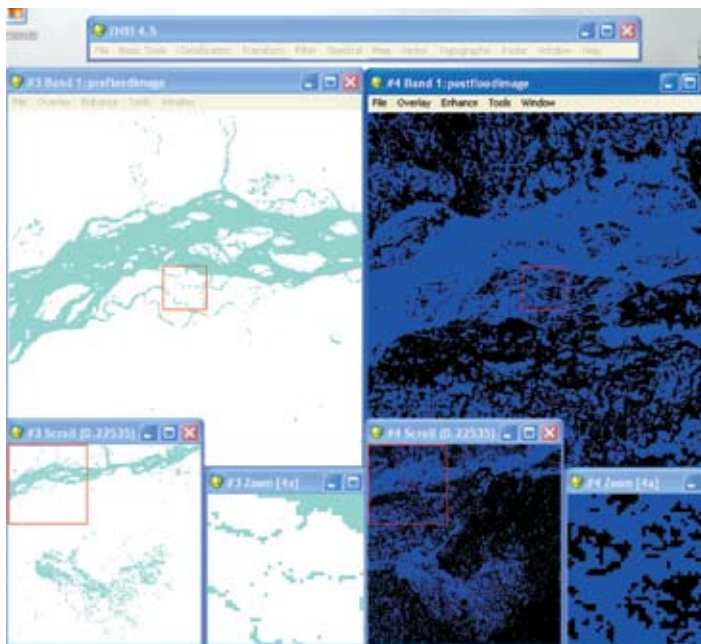 ENVI 4.5
File Basic Tools Classification Transform Filter Spectral Map Vector Topographic Radar Window Help
#3 Band 1:prefloodimage
File Overlay Enhance Tools Window
#4 Band 1:postfloodimage
File Overlay Enhance Tools Window
#3 Scroll (0.22535)
#3 Zoom [4x]
#4 Scroll (0.22535)
#4 Zoom [4x]